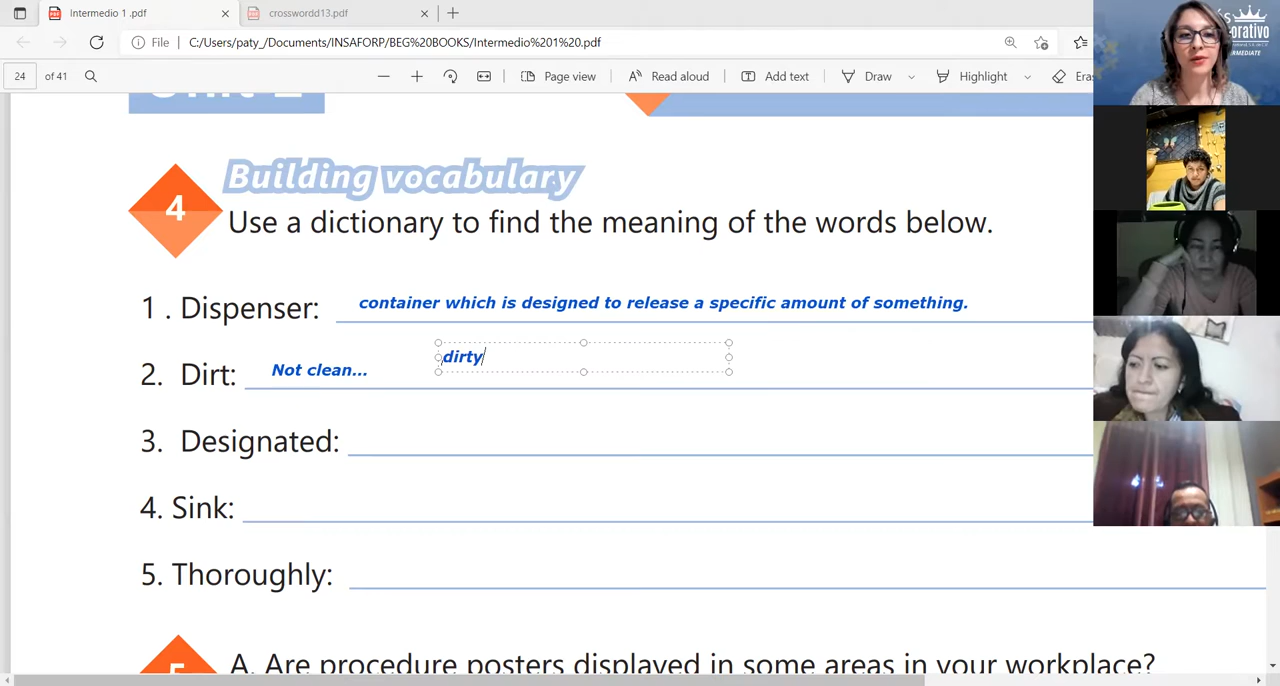 Intermedio 1 .pdf
crosswordd13.pdf
File
C:/Users/paty_/Documents/INSAFORP/BEG%20BOOKS/Intermedio%201%20.pdf
24 of 41
Page view
Read aloud
Add text
Draw
Highlight
Building vocabulary
4
Use a dictionary to find the meaning of the words below.
1 . Dispenser: container which is designed to release a specific amount of something.
2. Dirt: Not clean... dirty
3. Designated:
4. Sink:
5. Thoroughly:
A. Are procedure posters displayed in some areas in your workplace?